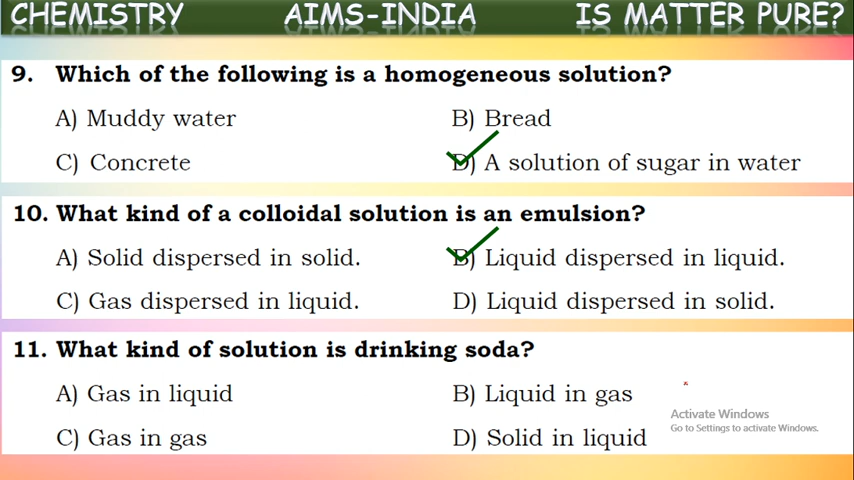 CHEMISTRY AIMS-INDIA IS MATTER PURE?
9. Which of the following is a homogeneous solution?
A) Muddy water B) Bread
C) Concrete D) A solution of sugar in water
10. What kind of a colloidal solution is an emulsion?
A) Solid dispersed in solid. B) Liquid dispersed in liquid.
C) Gas dispersed in liquid. D) Liquid dispersed in solid.
11. What kind of solution is drinking soda?
A) Gas in liquid B) Liquid in gas
C) Gas in gas D) Solid in liquid
Activate Windows
Go to Settings to activate Windows.